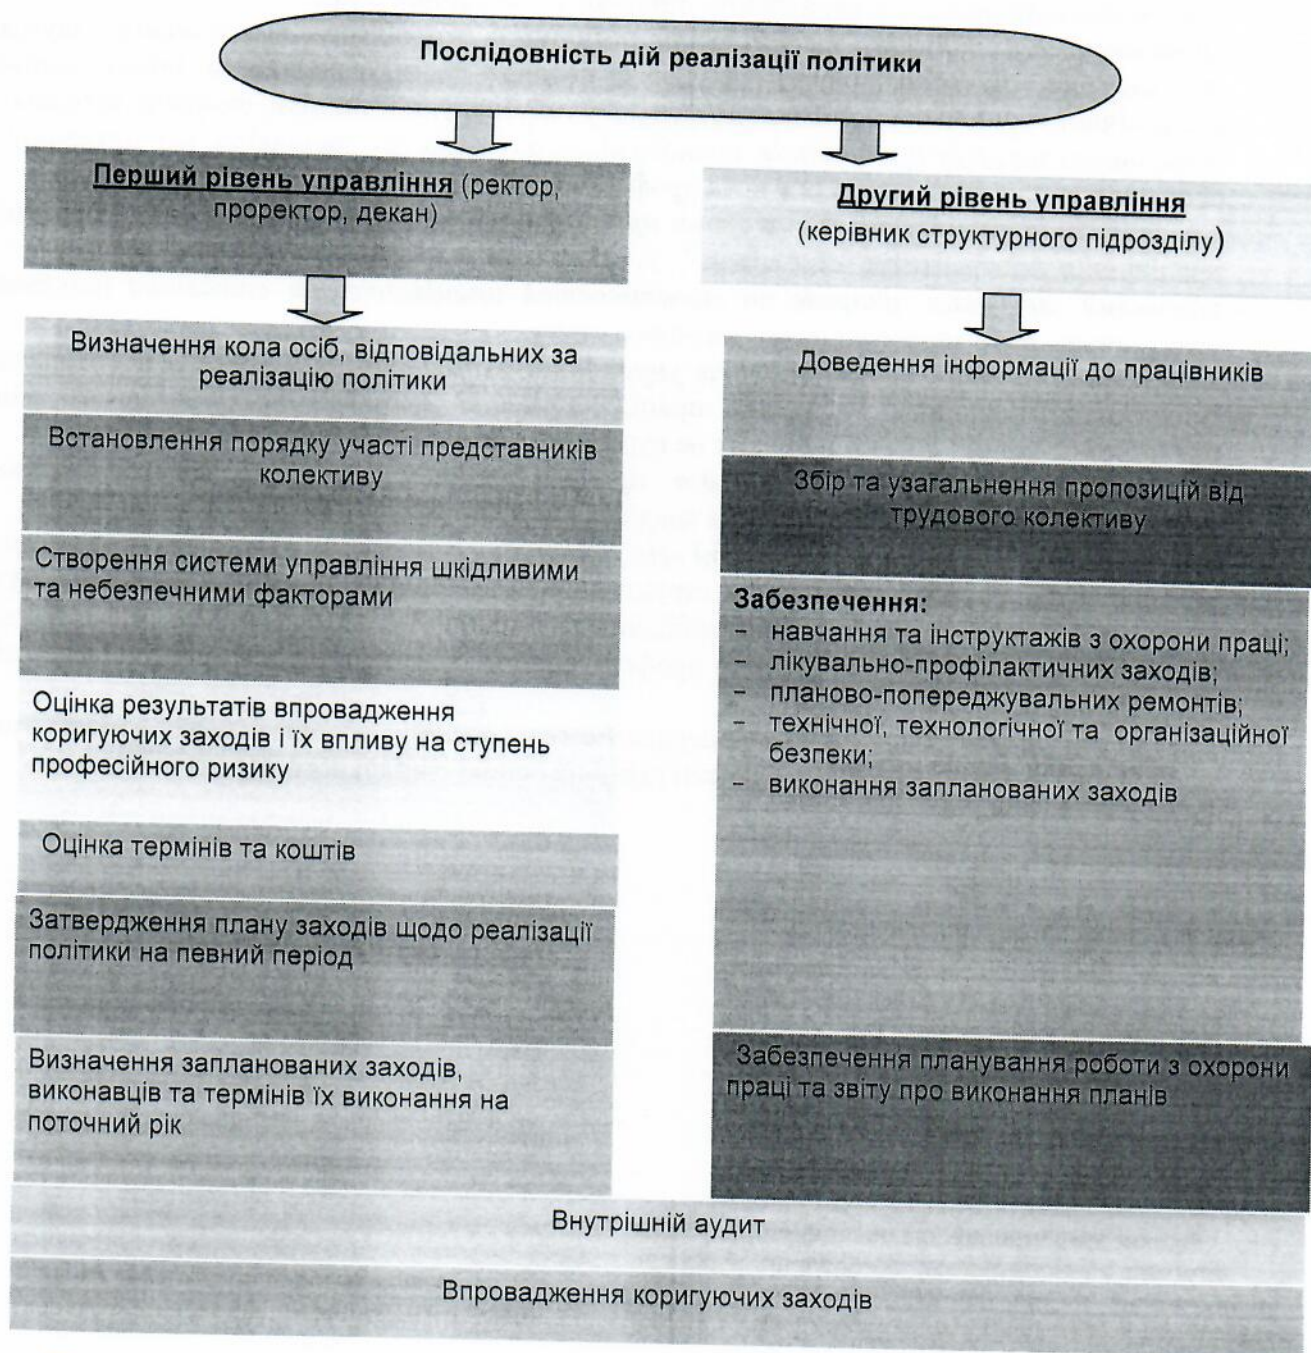 Послідовність дій реалізації політики
Перший рівень управління (ректор,
проректор, декан)
Визначення кола осіб, відповідальних за
реалізацію політики
Встановлення порядку участі представників
колективу
Створення системи управління шкідливими
та небезпечними факторами
Оцінка результатів впровадження
коригуючих заходів і їх впливу на ступень
професійного ризику
Оцінка термінів та коштів
Затвердження плану заходів щодо реалізації
політики на певний період
Визначення запланованих заходів,
виконавців та термінів їх виконання на
поточний рік
Другий рівень управління
(керівник структурного підрозділу)
Доведення інформації до працівників
Збір та узагальнення пропозицій від
трудового колективу
Забезпечення:
– навчання та інструктажів з охорони праці;
– лікувально-профілактичних заходів;
– планово-попереджувальних ремонтів;
– технічної, технологічної та організаційної
безпеки;
– виконання запланованих заходів
Забезпечення планування роботи з охорони
праці та звіту про виконання планів
Внутрішній аудит
Впровадження коригуючих заходів